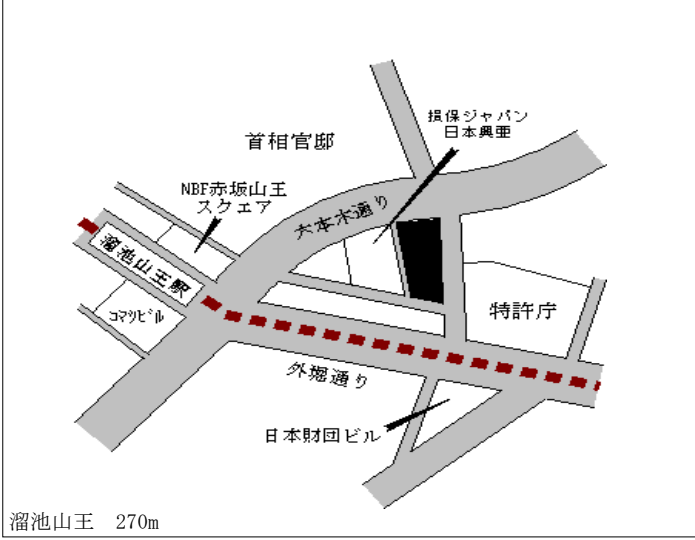 損保ジャパン
日本興亜
首相官邸
NBF赤坂山王
スクエア
六本木通り
溜池山王駅
コマツビル
特許庁
外堀通り
日本財団ビル
溜池山王　270m